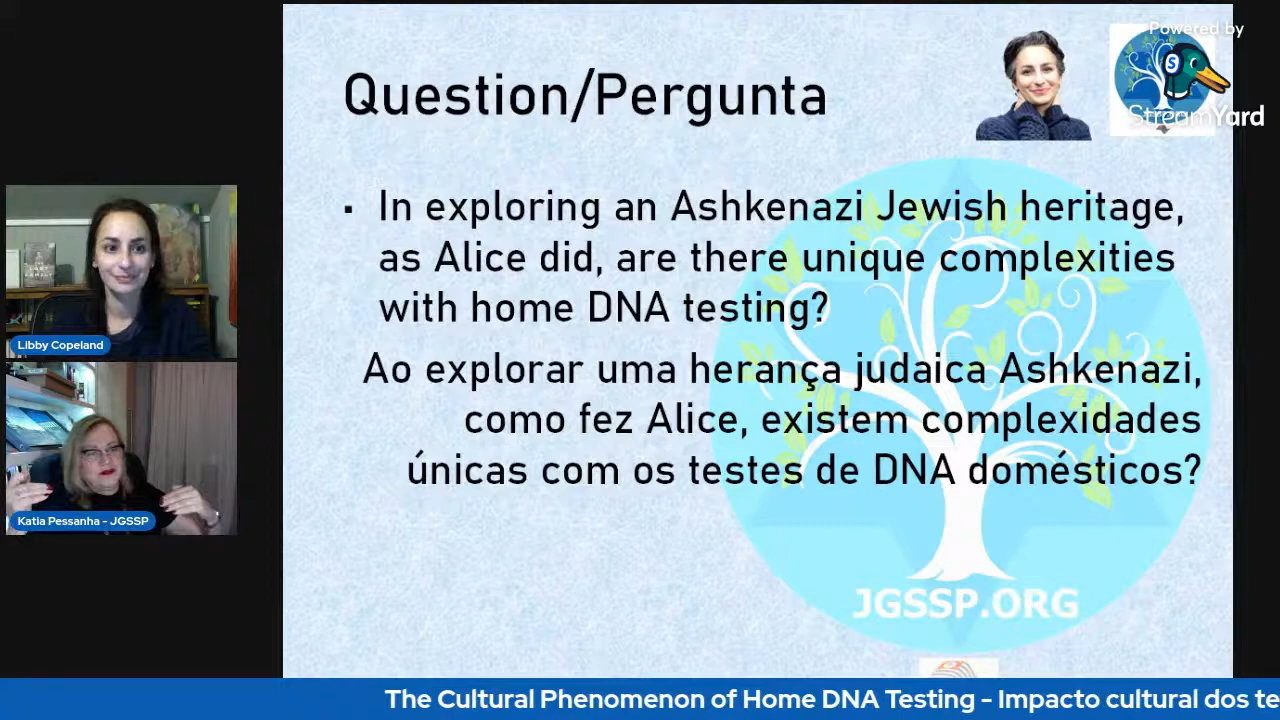 Powered by
StreamYard
Question/Pergunta
In exploring an Ashkenazi Jewish heritage,
as Alice did, are there unique complexities
with home DNA testing?
Ao explorar uma herança judaica Ashkenazi,
como fez Alice, existem complexidades
únicas com os testes de DNA domésticos?
JGSSP.ORG
Libby Copeland
Katia Pessanha - JGSSP
The Cultural Phenomenon of Home DNA Testing - Impacto cultural dos te